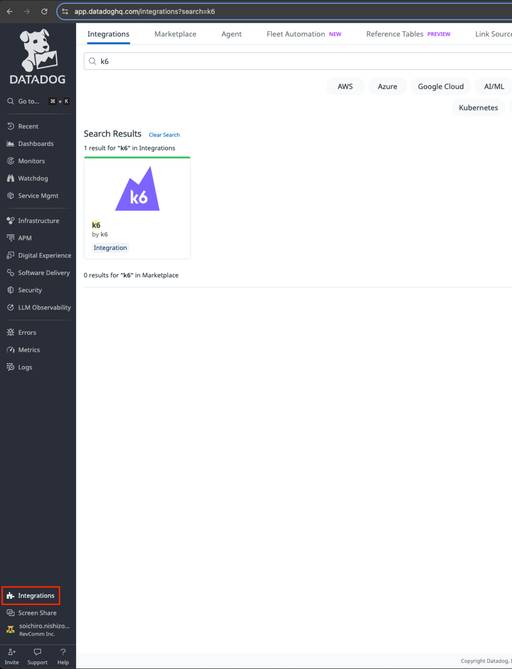 app.datadoghq.com/integrations?search=k6
DATADOG
Go to... ⌘ + K
Recent
Dashboards
Monitors
Watchdog
Service Mgmt
Infrastructure
APM
Digital Experience
Software Delivery
Security
LLM Observability
Errors
Metrics
Logs
Integrations
Screen Share
soichiro.nishizo...
RevComm Inc.
Invite Support Help
Integrations Marketplace Agent Fleet Automation NEW Reference Tables PREVIEW Link Source
k6
AWS Azure Google Cloud AI/ML
Kubernetes
Search Results Clear Search
1 result for "k6" in Integrations
k6
k6
by k6
Integration
0 results for "k6" in Marketplace
Copyright Datadog,